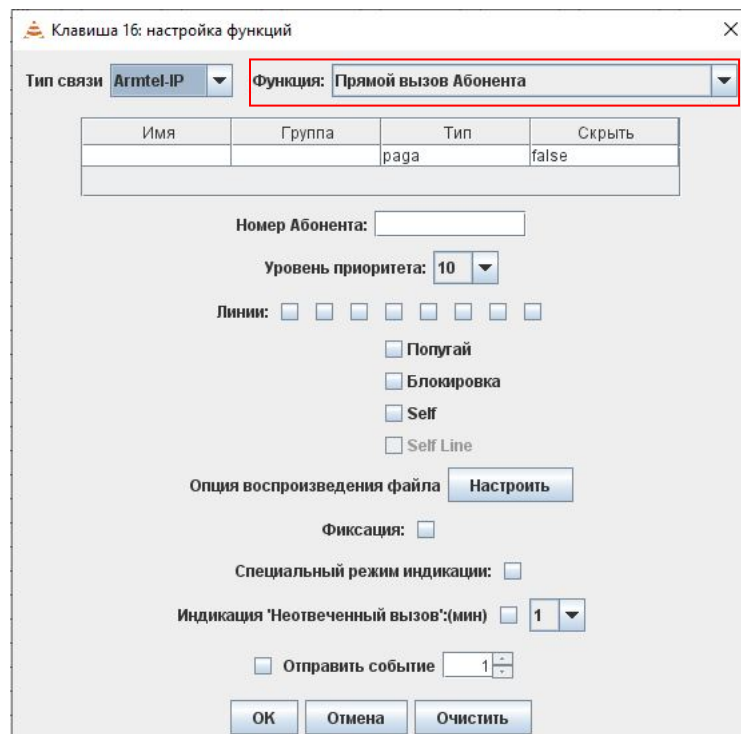 Клавиша 16: настройка функций
Тип связи Armtel-IP Функция: Прямой вызов Абонента
Имя Группа Тип Скрыть
paga false
Номер Абонента:
Уровень приоритета: 10
Линии:
Попугай
Блокировка
Self
Self Line
Опция воспроизведения файла Настроить
Фиксация:
Специальный режим индикации:
Индикация 'Неотвеченный вызов':(мин) 1
Отправить событие 1
ОК Отмена Очистить